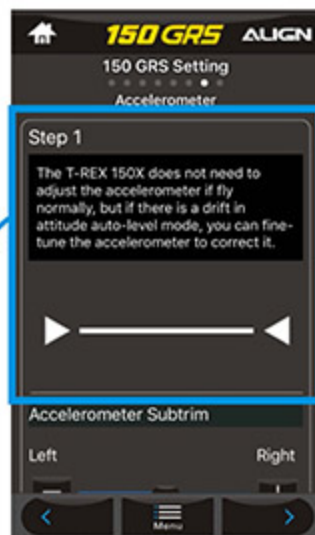 150 GRS ALIGN
150 GRS Setting
Accelerometer
Step 1
The T-REX 150X does not need to
adjust the accelerometer if fly
normally, but if there is a drift in
attitude auto-level mode, you can fine-
tune the accelerometer to correct it.
Accelerometer Subtrim
Left Right
Menu